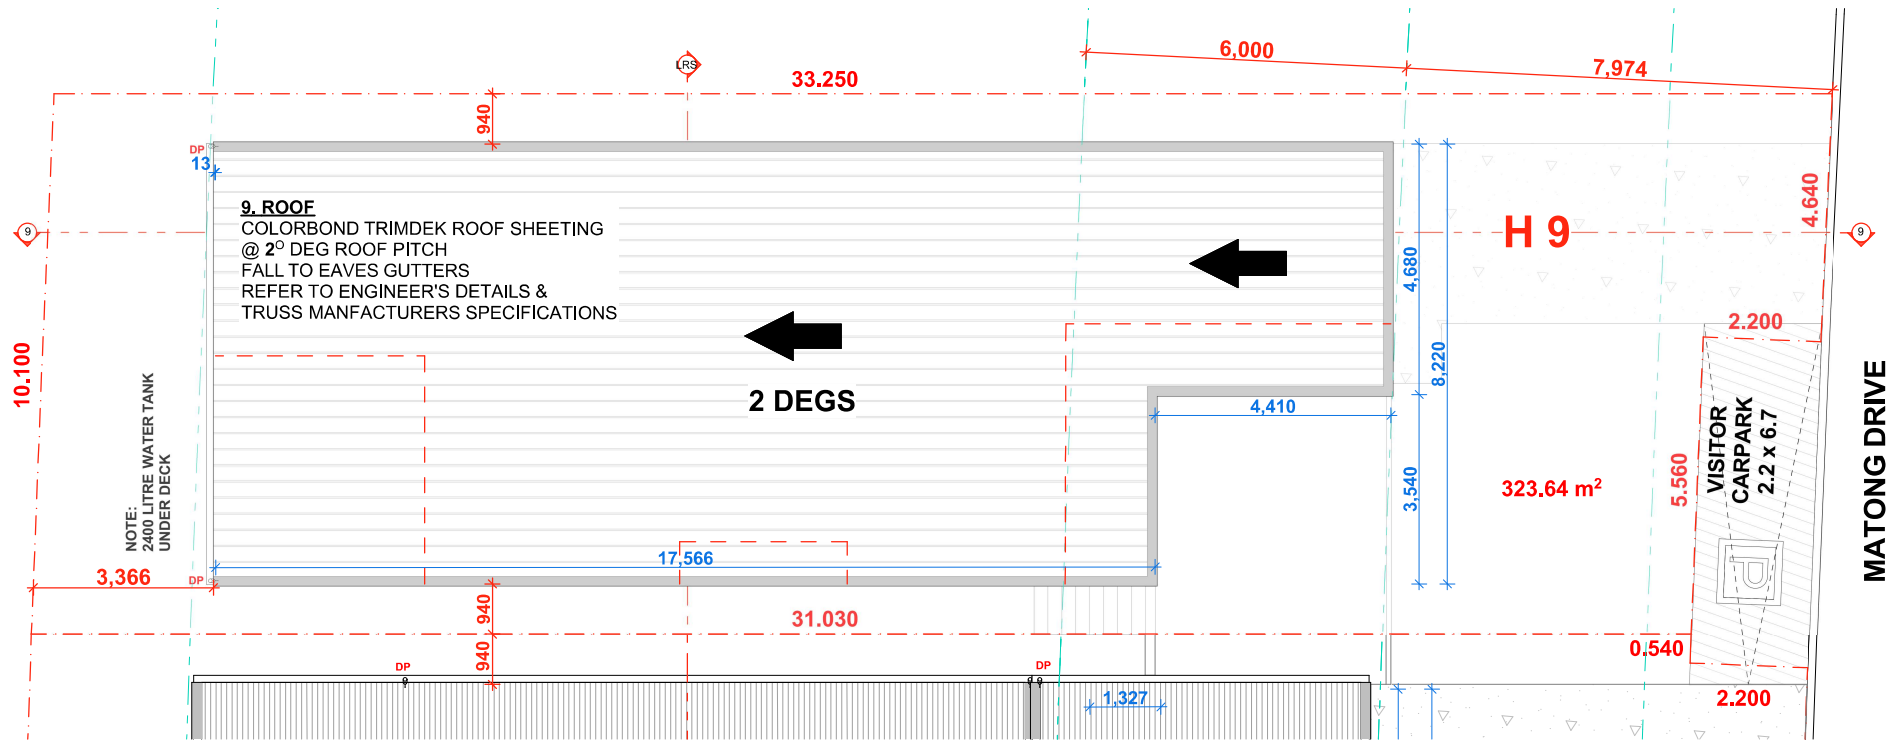 6,000
7,974
33.250
LRS
940
DP
13
9. ROOF
COLORBOND TRIMDEK ROOF SHEETING
@ 2O DEG ROOF PITCH
FALL TO EAVES GUTTERS
REFER TO ENGINEER'S DETAILS &
TRUSS MANFACTURERS SPECIFICATIONS
9
H 9
9
4.640
4,680
2.200
8,220
10.100
2 DEGS
4,410
VISITOR
CARPARK
2.2 x 6.7
MATONG DRIVE
NOTE:
2400 LITRE WATER TANK
UNDER DECK
3,540
323.64 m²
5.560
17,566
3,366
DP
P
940
31.030
940
0.540
DP
DP
1,327
2.200